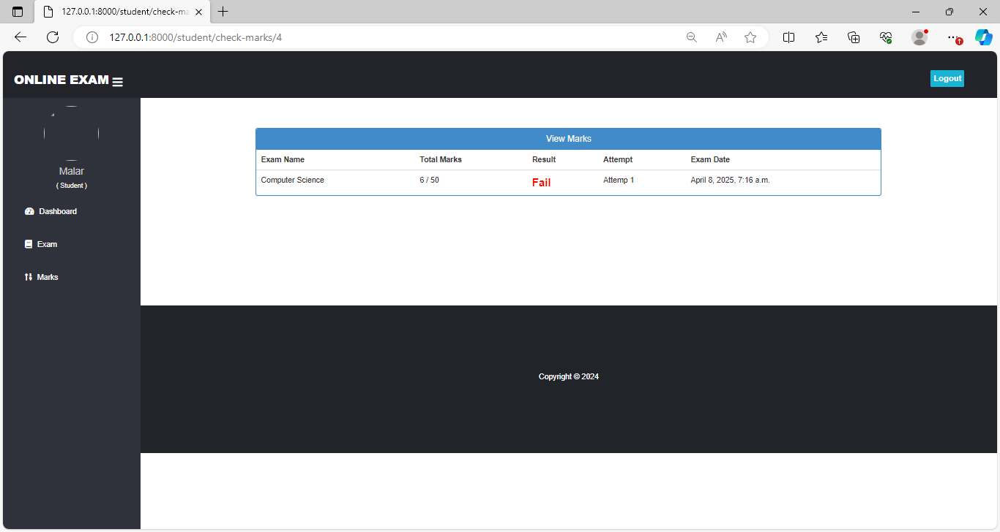 127.0.0.1:8000/student/check-ma
127.0.0.1:8000/student/check-marks/4
ONLINE EXAM
Logout
Malar
( Student )
Dashboard
Exam
Marks
View Marks
Exam Name Total Marks Result Attempt Exam Date
Computer Science 6 / 50 Fail Attemp 1 April 8, 2025, 7:16 a.m.
Copyright © 2024